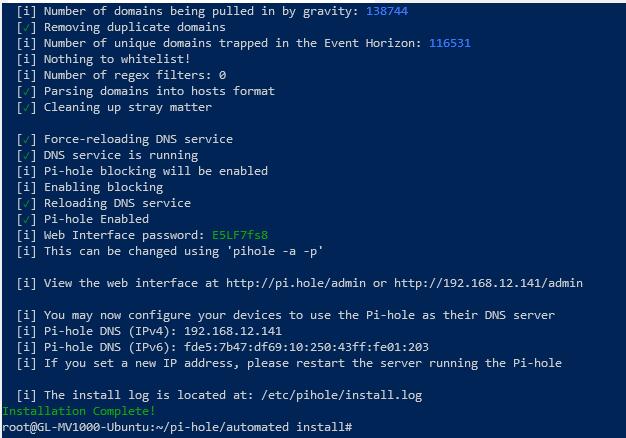 [i] Number of domains being pulled in by gravity: 138744
[✓] Removing duplicate domains
[i] Number of unique domains trapped in the Event Horizon: 116531
[i] Nothing to whitelist!
[i] Number of regex filters: 0
[✓] Parsing domains into hosts format
[✓] Cleaning up stray matter
[✓] Force-reloading DNS service
[✓] DNS service is running
[i] Pi-hole blocking will be enabled
[i] Enabling blocking
[✓] Reloading DNS service
[✓] Pi-hole Enabled
[i] Web Interface password: E5LF7fs8
[i] This can be changed using 'pihole -a -p'
[i] View the web interface at http://pi.hole/admin or http://192.168.12.141/admin
[i] You may now configure your devices to use the Pi-hole as their DNS server
[i] Pi-hole DNS (IPv4): 192.168.12.141
[i] Pi-hole DNS (IPv6): fde5:7b47:df69:10:250:43ff:fe01:203
[i] If you set a new IP address, please restart the server running the Pi-hole
[i] The install log is located at: /etc/pihole/install.log
Installation Complete!
root@GL-MV1000-Ubuntu:~/pi-hole/automated install#